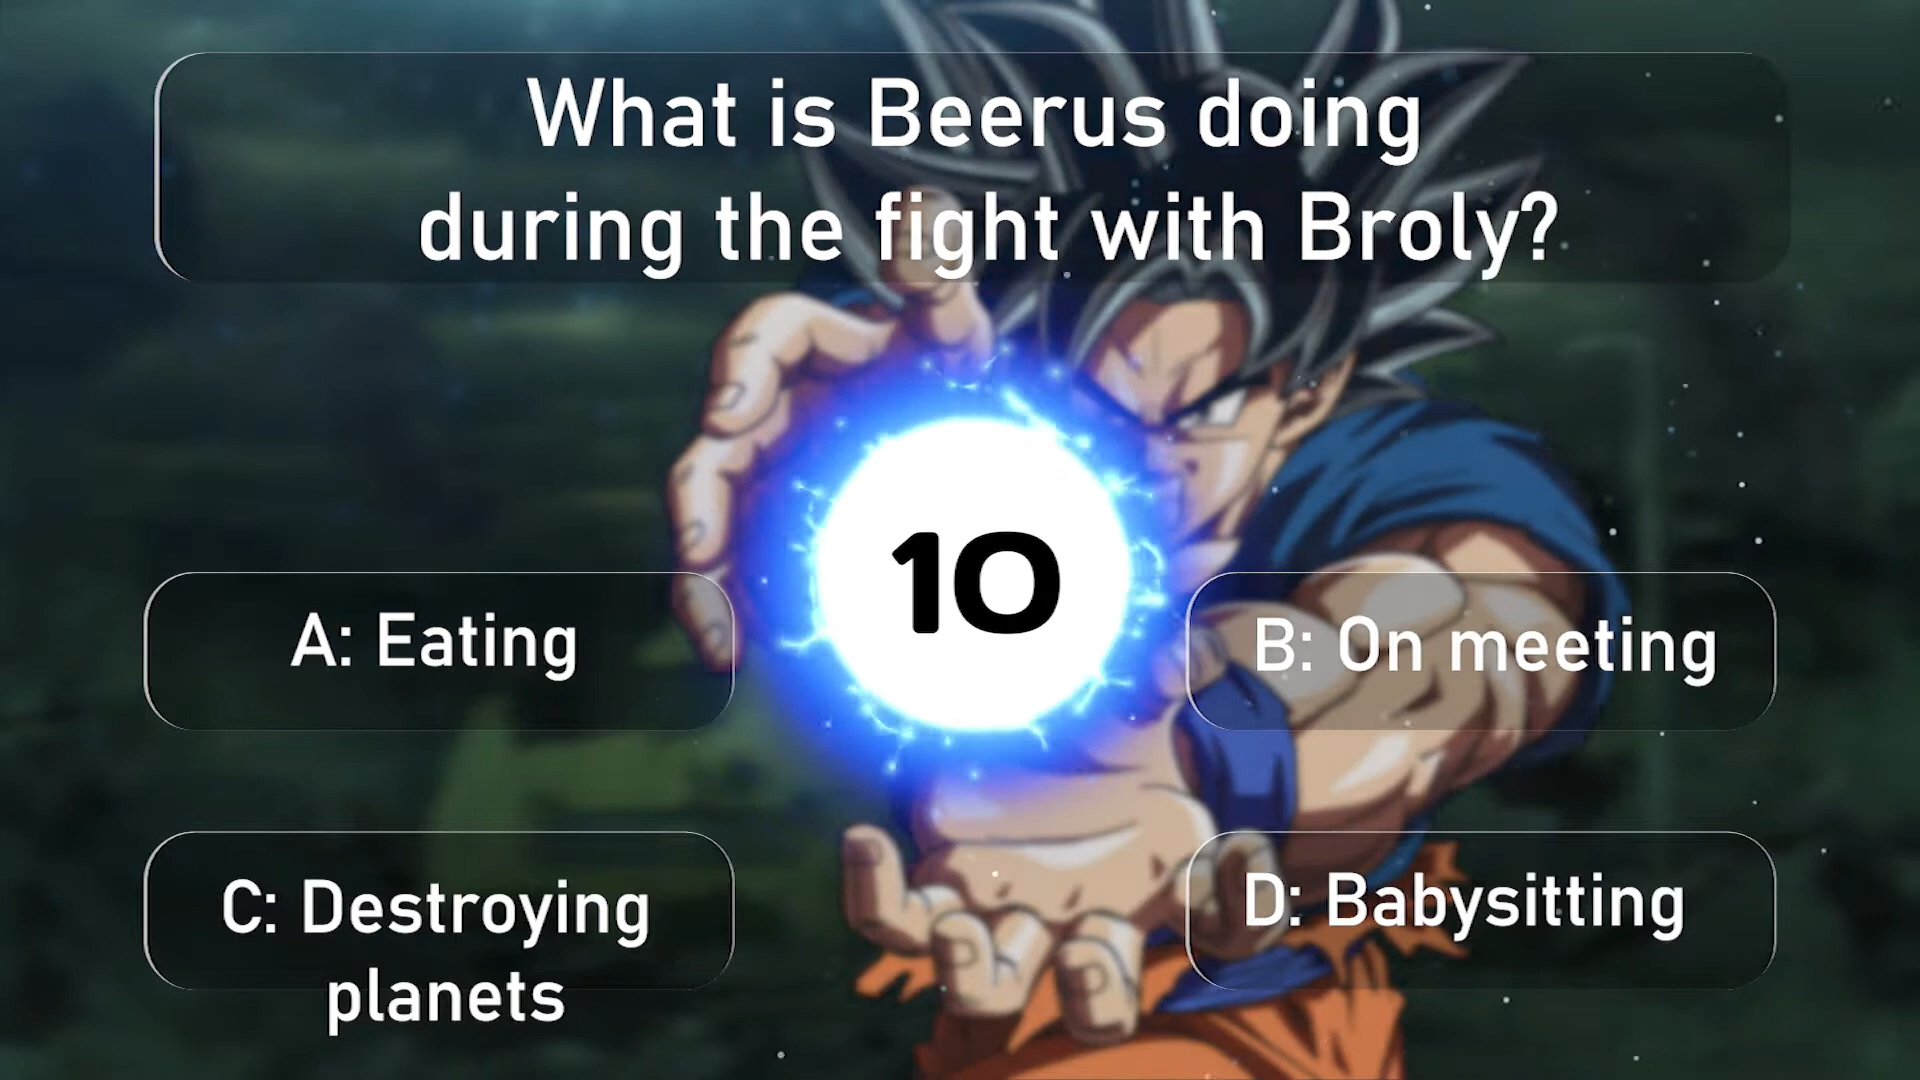 What is Beerus doing
during the fight with Broly?
10
A: Eating
B: On meeting
C: Destroying
planets
D: Babysitting